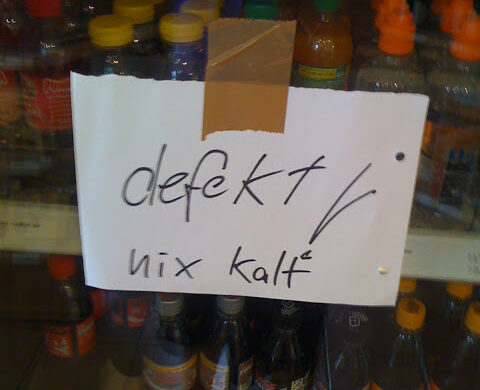 defekt!
nix kalt